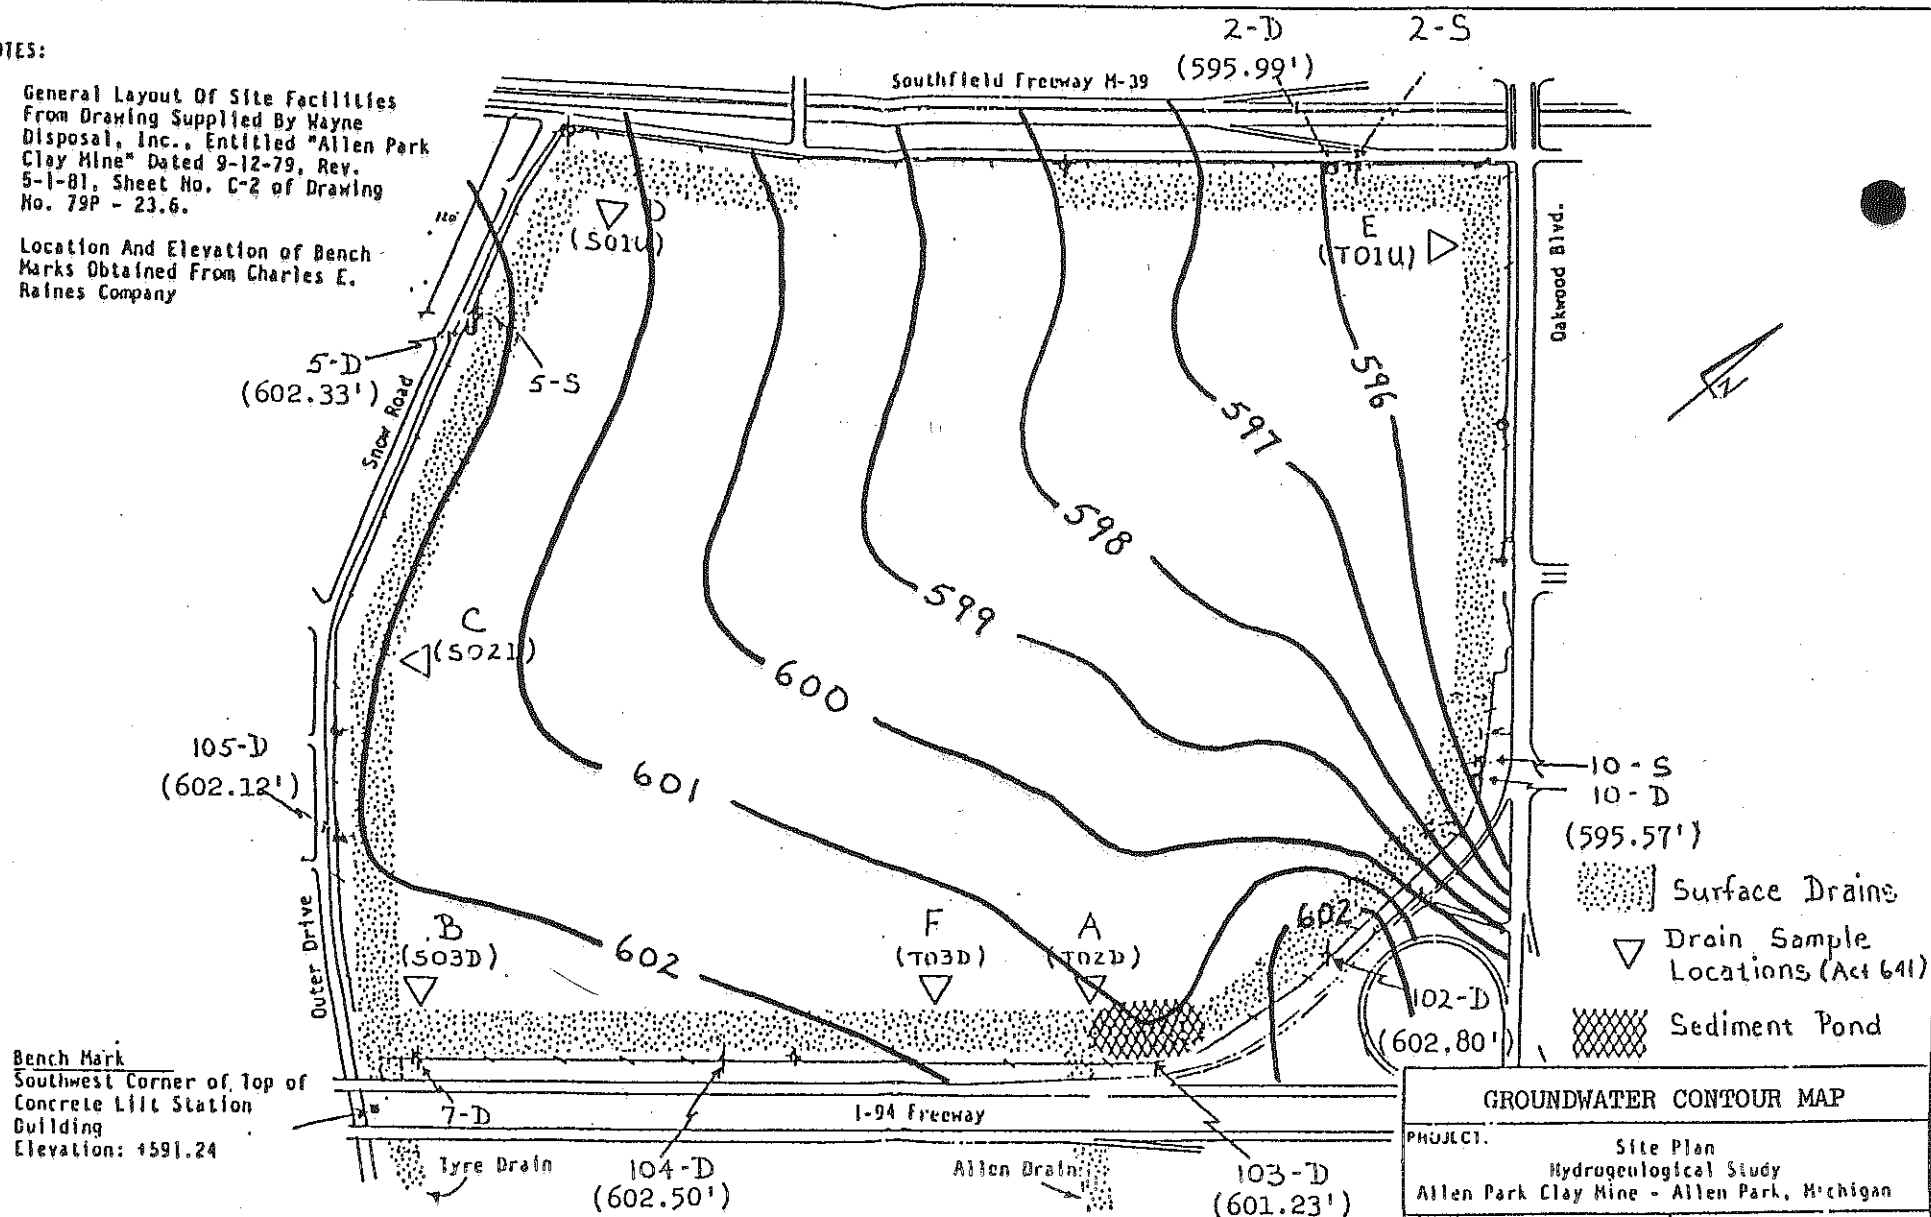 2-D
2-S
(595.99')
OTES:
General Layout Of Site Facilities
From Drawing Supplied By Wayne
Disposal, Inc., Entitled "Allen Park
Clay Mine" Dated 9-12-79, Rev.
5-1-81, Sheet No. C-2 of Drawing
No. 79P - 23.6.
Location And Elevation of Bench
Marks Obtained From Charles E.
Raines Company
Southfield Freeway M-39
Oakwood Blvd.
D
(S01U)
E
(T01U)
N
5-D
(602.33')
5-S
Snow Road
596
597
598
599
600
601
602
602
C
105-D
(602.12')
10-S
10-D
(595.57')
Surface Drains
Drain Sample
Locations (Act 641)
Sediment Pond
Outer Drive
B
(S03D)
F
(T03D)
A
(T02D)
102-D
(602.80')
Bench Mark
Southwest Corner of Top of
Concrete Lift Station
Building
7-D
I-94 Freeway
Tyre Drain
104-D
(602.50')
Allen Drain
103-D
(601.23')
GROUNDWATER CONTOUR MAP
PROJECT.
Site Plan
Hydrogeological Study
Allen Park Clay Mine - Allen Park, Michigan